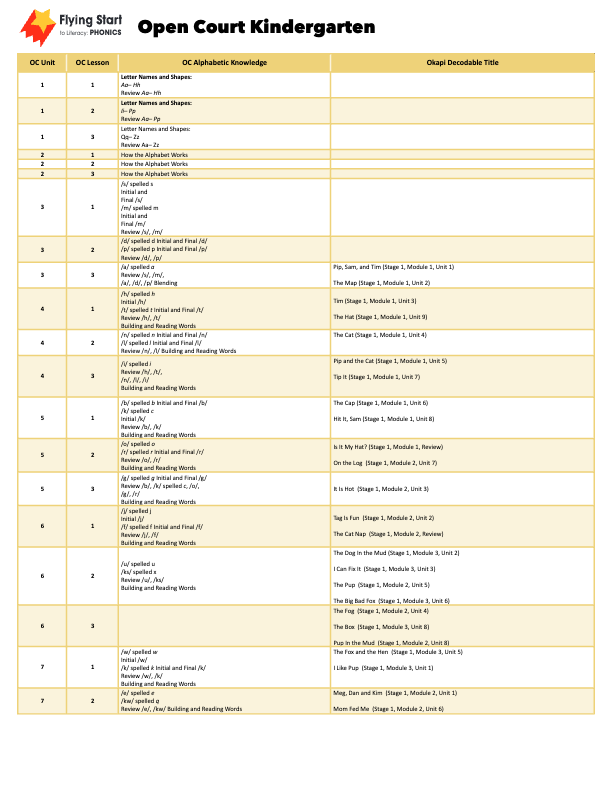 Flying Start
to Literacy: PHONICS
Open Court Kindergarten
OC Unit OC Lesson OC Alphabetic Knowledge Okapi Decodable Title
1 1 Letter Names and Shapes:
Aa– Hh
Review Aa– Hh
1 2 Letter Names and Shapes:
Ii– Pp
Review Aa– Pp
1 3 Letter Names and Shapes:
Qq– Zz
Review Aa– Zz
2 1 How the Alphabet Works
2 2 How the Alphabet Works
2 3 How the Alphabet Works
3 1 /s/ spelled s
Initial and
Final /s/
/m/ spelled m
Initial and
Final /m/
Review /s/, /m/
3 2 /d/ spelled d Initial and Final /d/
/p/ spelled p Initial and Final /p/
Review /d/, /p/
3 3 /a/ spelled a
Review /s/, /m/,
/a/, /d/, /p/ Blending
Pip, Sam, and Tim (Stage 1, Module 1, Unit 1)
The Map (Stage 1, Module 1, Unit 2)
4 1 /h/ spelled h
Initial /h/
/t/ spelled t Initial and Final /t/
Review /h/, /t/
Building and Reading Words
Tim (Stage 1, Module 1, Unit 3)
The Hat (Stage 1, Module 1, Unit 9)
4 2 /n/ spelled n Initial and Final /n/
/l/ spelled l Initial and Final /l/
Review /n/, /l/ Building and Reading Words
The Cat (Stage 1, Module 1, Unit 4)
4 3 /i/ spelled i
Review /h/, /t/,
/n/, /l/, /i/
Building and Reading Words
Pip and the Cat (Stage 1, Module 1, Unit 5)
Tip It (Stage 1, Module 1, Unit 7)
5 1 /b/ spelled b Initial and Final /b/
/k/ spelled c
Initial /k/
Review /b/, /k/
Building and Reading Words
The Cap (Stage 1, Module 1, Unit 6)
Hit It, Sam (Stage 1, Module 1, Unit 8)
5 2 /o/ spelled o
/r/ spelled r Initial and Final /r/
Review /o/, /r/
Building and Reading Words
Is It My Hat? (Stage 1, Module 1, Review)
On the Log (Stage 1, Module 2, Unit 7)
5 3 /g/ spelled g Initial and Final /g/
Review /b/, /k/ spelled c, /o/,
/g/, /r/
Building and Reading Words
It Is Hot (Stage 1, Module 2, Unit 3)
6 1 /j/ spelled j
Initial /j/
/f/ spelled f Initial and Final /f/
Review /j/, /f/
Building and Reading Words
Tag Is Fun (Stage 1, Module 2, Unit 2)
The Cat Nap (Stage 1, Module 2, Review)
6 2 /u/ spelled u
/ks/ spelled x
Review /u/, /ks/
Building and Reading Words
The Dog In the Mud (Stage 1, Module 3, Unit 2)
I Can Fix It (Stage 1, Module 3, Unit 3)
The Pup (Stage 1, Module 2, Unit 5)
The Big Bad Fox (Stage 1, Module 3, Unit 6)
6 3 The Fog (Stage 1, Module 2, Unit 4)
The Box (Stage 1, Module 3, Unit 8)
Pup In the Mud (Stage 1, Module 2, Unit 8)
7 1 /w/ spelled w
Initial /w/
/k/ spelled k Initial and Final /k/
Review /w/, /k/
Building and Reading Words
The Fox and the Hen (Stage 1, Module 3, Unit 5)
I Like Pup (Stage 1, Module 3, Unit 1)
7 2 /e/ spelled e
/kw/ spelled q
Review /e/, /kw/ Building and Reading Words
Meg, Dan and Kim (Stage 1, Module 2, Unit 1)
Mom Fed Me (Stage 1, Module 2, Unit 6)